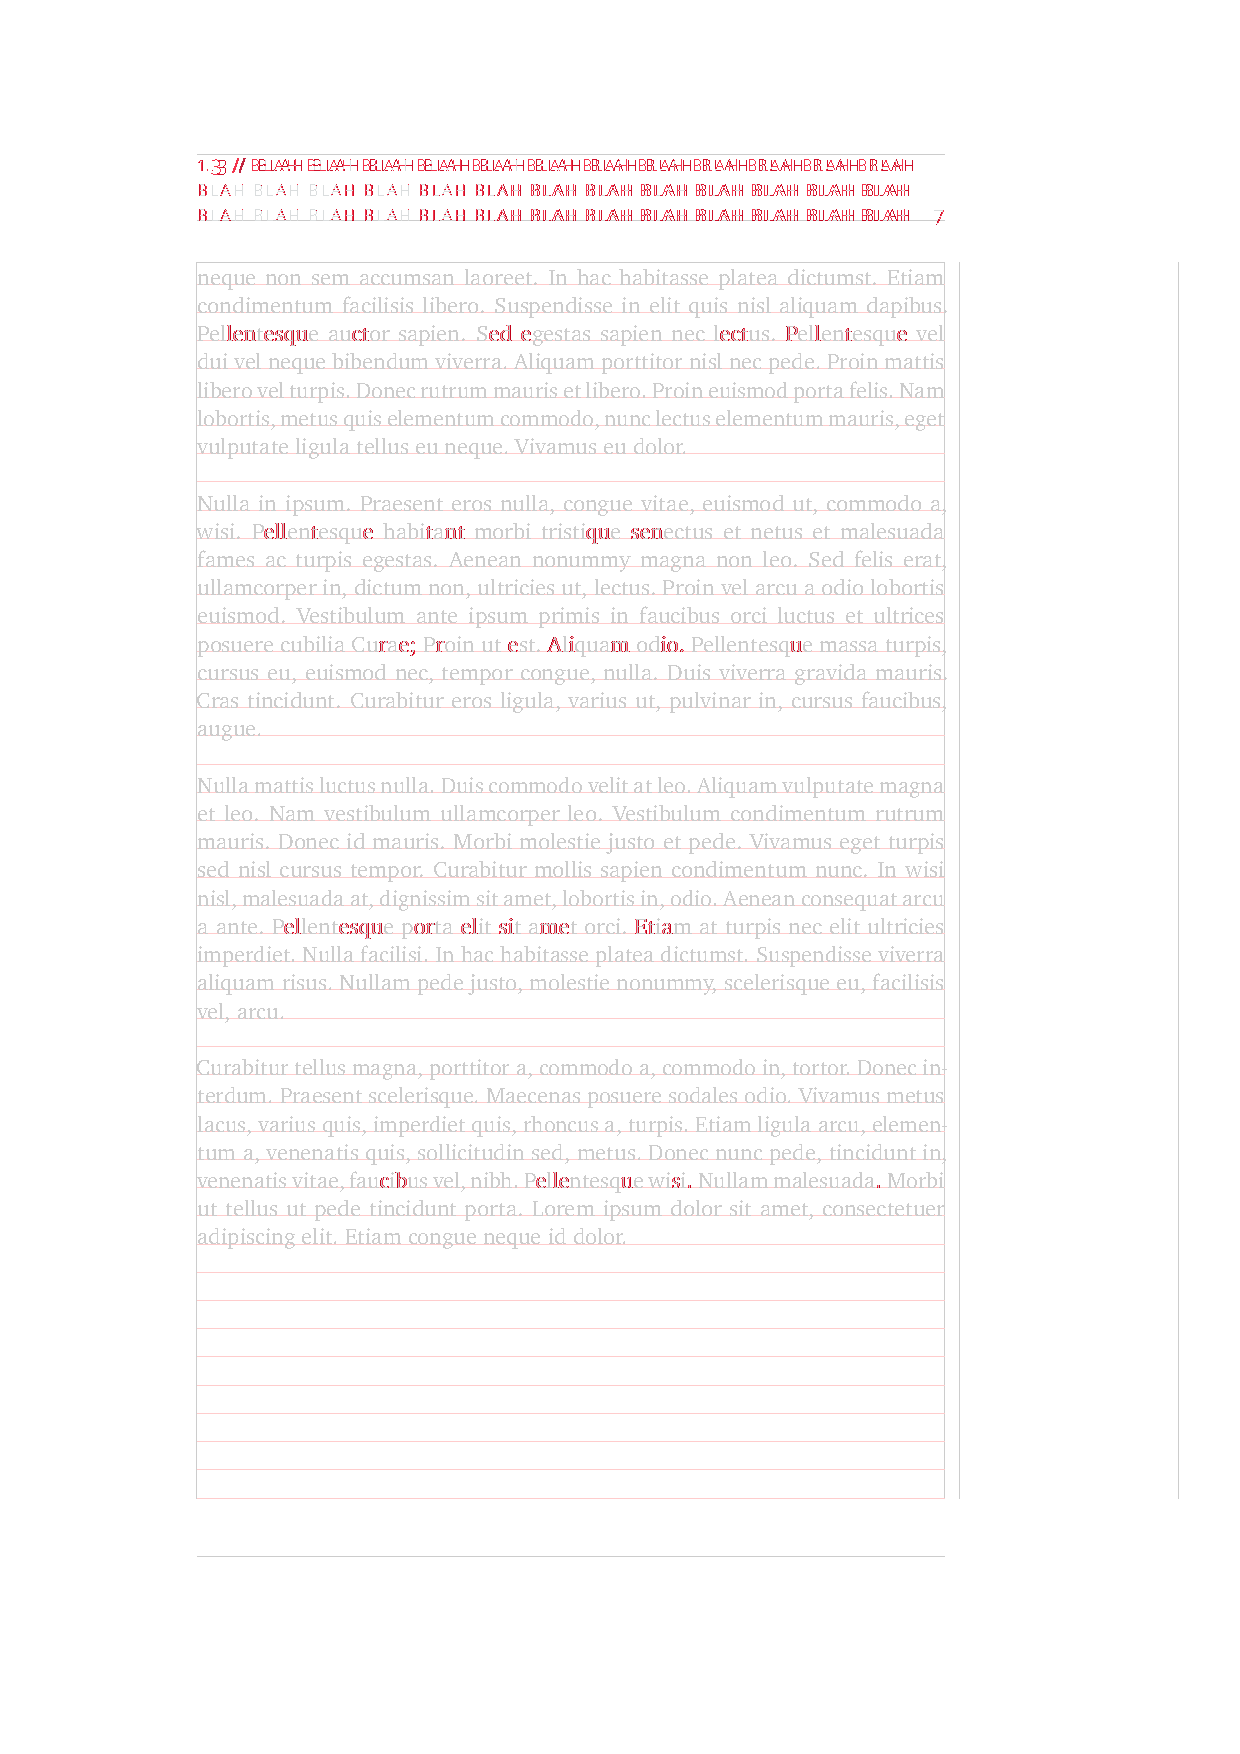 1.3 // BLAH BLAH BLAH BLAH BLAH BLAH BLAH BLAH BLAH BLAH BLAH BLAH
BLAH BLAH BLAH BLAH BLAH BLAH BLAH BLAH BLAH BLAH BLAH BLAH BLAH
BLAH BLAH BLAH BLAH BLAH BLAH BLAH BLAH BLAH BLAH BLAH BLAH BLAH 7
neque non sem accumsan laoreet. In hac habitasse platea dictumst. Etiam
condimentum facilisis libero. Suspendisse in elit quis nisl aliquam dapibus.
Pellentesque auctor sapien. Sed egestas sapien nec lectus. Pellentesque vel
dui vel neque bibendum viverra. Aliquam porttitor nisl nec pede. Proin mattis
libero vel turpis. Donec rutrum mauris et libero. Proin euismod porta felis. Nam
lobortis, metus quis elementum commodo, nunc lectus elementum mauris, eget
vulputate ligula tellus eu neque. Vivamus eu dolor.
Nulla in ipsum. Praesent eros nulla, congue vitae, euismod ut, commodo a,
wisi. Pellentesque habitant morbi tristique senectus et netus et malesuada
fames ac turpis egestas. Aenean nonummy magna non leo. Sed felis erat,
ullamcorper in, dictum non, ultricies ut, lectus. Proin vel arcu a odio lobortis
euismod. Vestibulum ante ipsum primis in faucibus orci luctus et ultrices
posuere cubilia Curae; Proin ut est. Aliquam odio. Pellentesque massa turpis,
cursus eu, euismod nec, tempor congue, nulla. Duis viverra gravida mauris.
Cras tincidunt. Curabitur eros ligula, varius ut, pulvinar in, cursus faucibus,
augue.
Nulla mattis luctus nulla. Duis commodo velit at leo. Aliquam vulputate magna
et leo. Nam vestibulum ullamcorper leo. Vestibulum condimentum rutrum
mauris. Donec id mauris. Morbi molestie justo et pede. Vivamus eget turpis
sed nisl cursus tempor. Curabitur mollis sapien condimentum nunc. In wisi
nisl, malesuada at, dignissim sit amet, lobortis in, odio. Aenean consequat arcu
a ante. Pellentesque porta elit sit amet orci. Etiam at turpis nec elit ultricies
imperdiet. Nulla facilisi. In hac habitasse platea dictumst. Suspendisse viverra
aliquam risus. Nullam pede justo, molestie nonummy, scelerisque eu, facilisis
vel, arcu.
Curabitur tellus magna, porttitor a, commodo a, commodo in, tortor. Donec in-
terdum. Praesent scelerisque. Maecenas posuere sodales odio. Vivamus metus
lacus, varius quis, imperdiet quis, rhoncus a, turpis. Etiam ligula arcu, elemen-
tum a, venenatis quis, sollicitudin sed, metus. Donec nunc pede, tincidunt in,
venenatis vitae, faucibus vel, nibh. Pellentesque wisi. Nullam malesuada. Morbi
ut tellus ut pede tincidunt porta. Lorem ipsum dolor sit amet, consectetuer
adipiscing elit. Etiam congue neque id dolor.